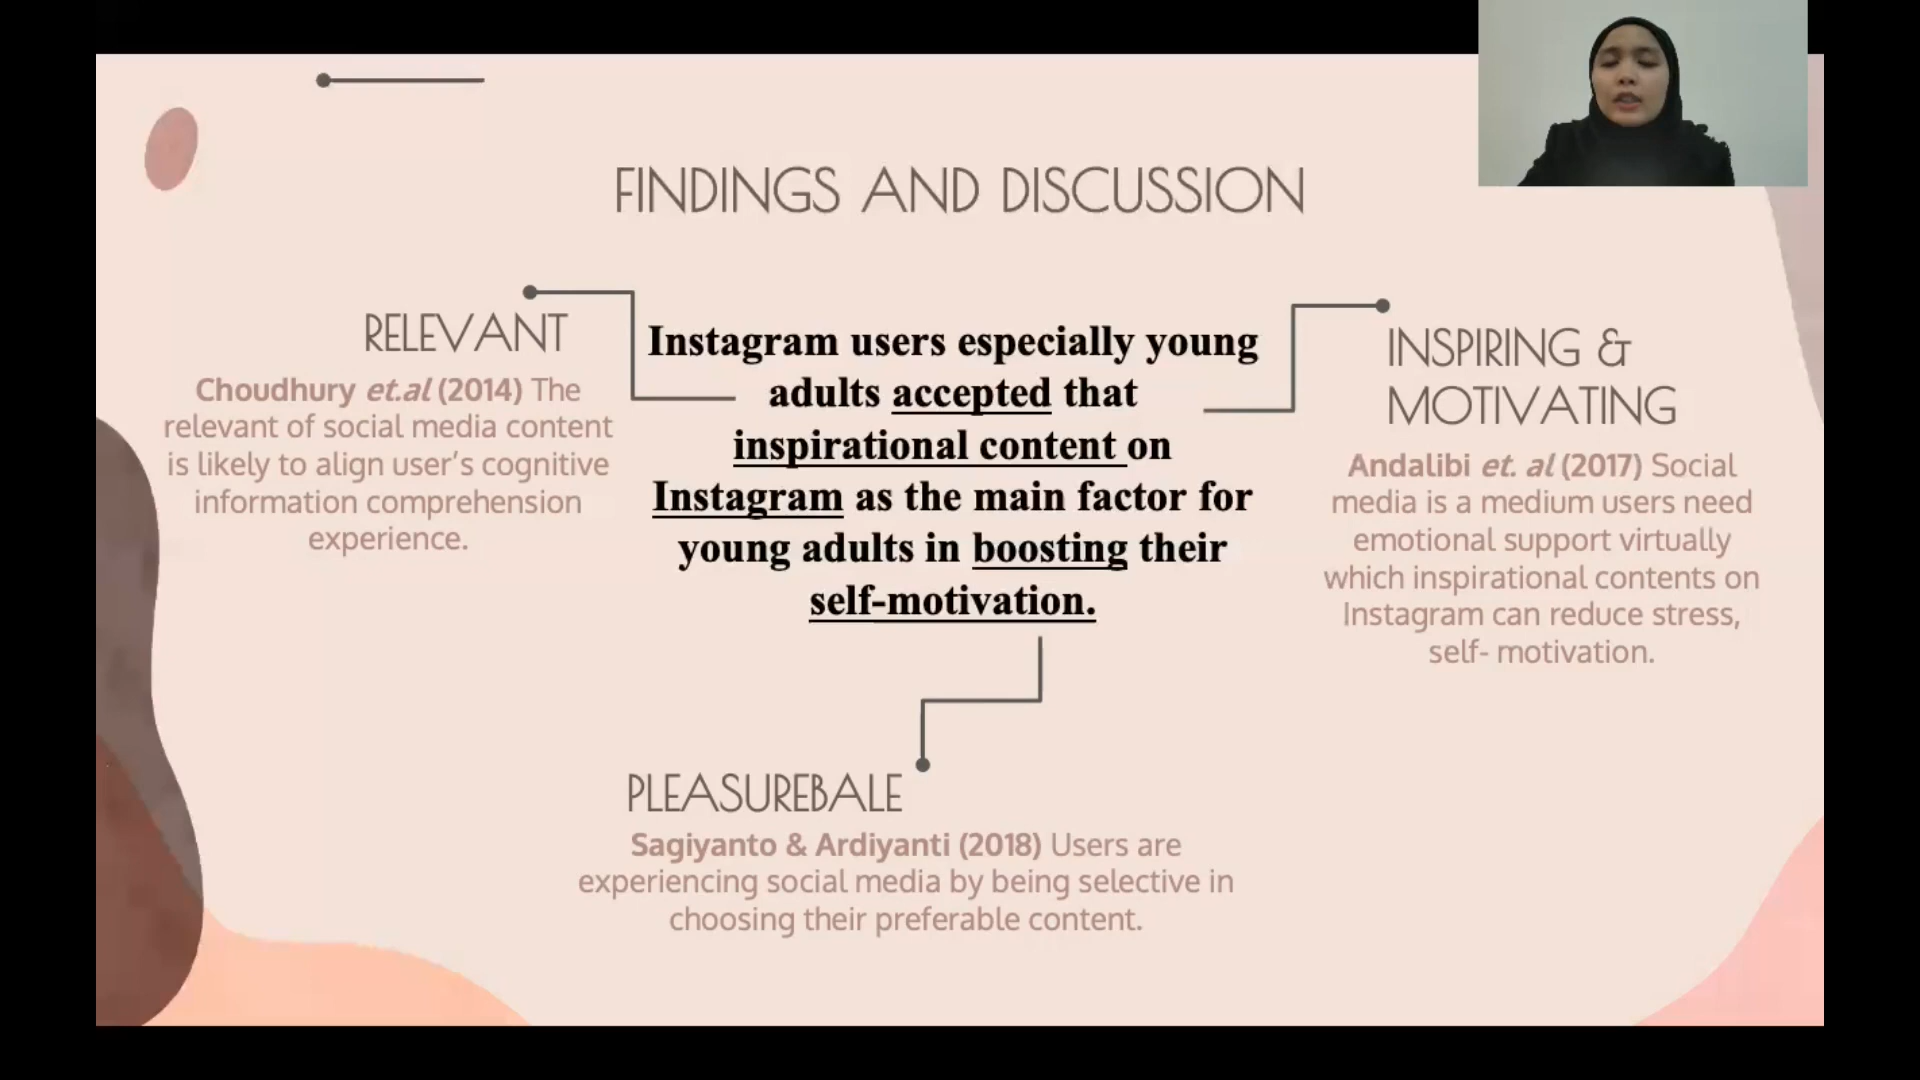 FINDINGS AND DISCUSSION
RELEVANT
Choudhury et.al (2014) The
relevant of social media content
is likely to align user’s cognitive
information comprehension
experience.
Instagram users especially young
adults accepted that
inspirational content on
Instagram as the main factor for
young adults in boosting their
self-motivation.
INSPIRING &
MOTIVATING
Andalibi et. al (2017) Social
media is a medium users need
emotional support virtually
which inspirational contents on
Instagram can reduce stress,
self- motivation.
PLEASUREBALE
Sagiyanto & Ardiyanti (2018) Users are
experiencing social media by being selective in
choosing their preferable content.